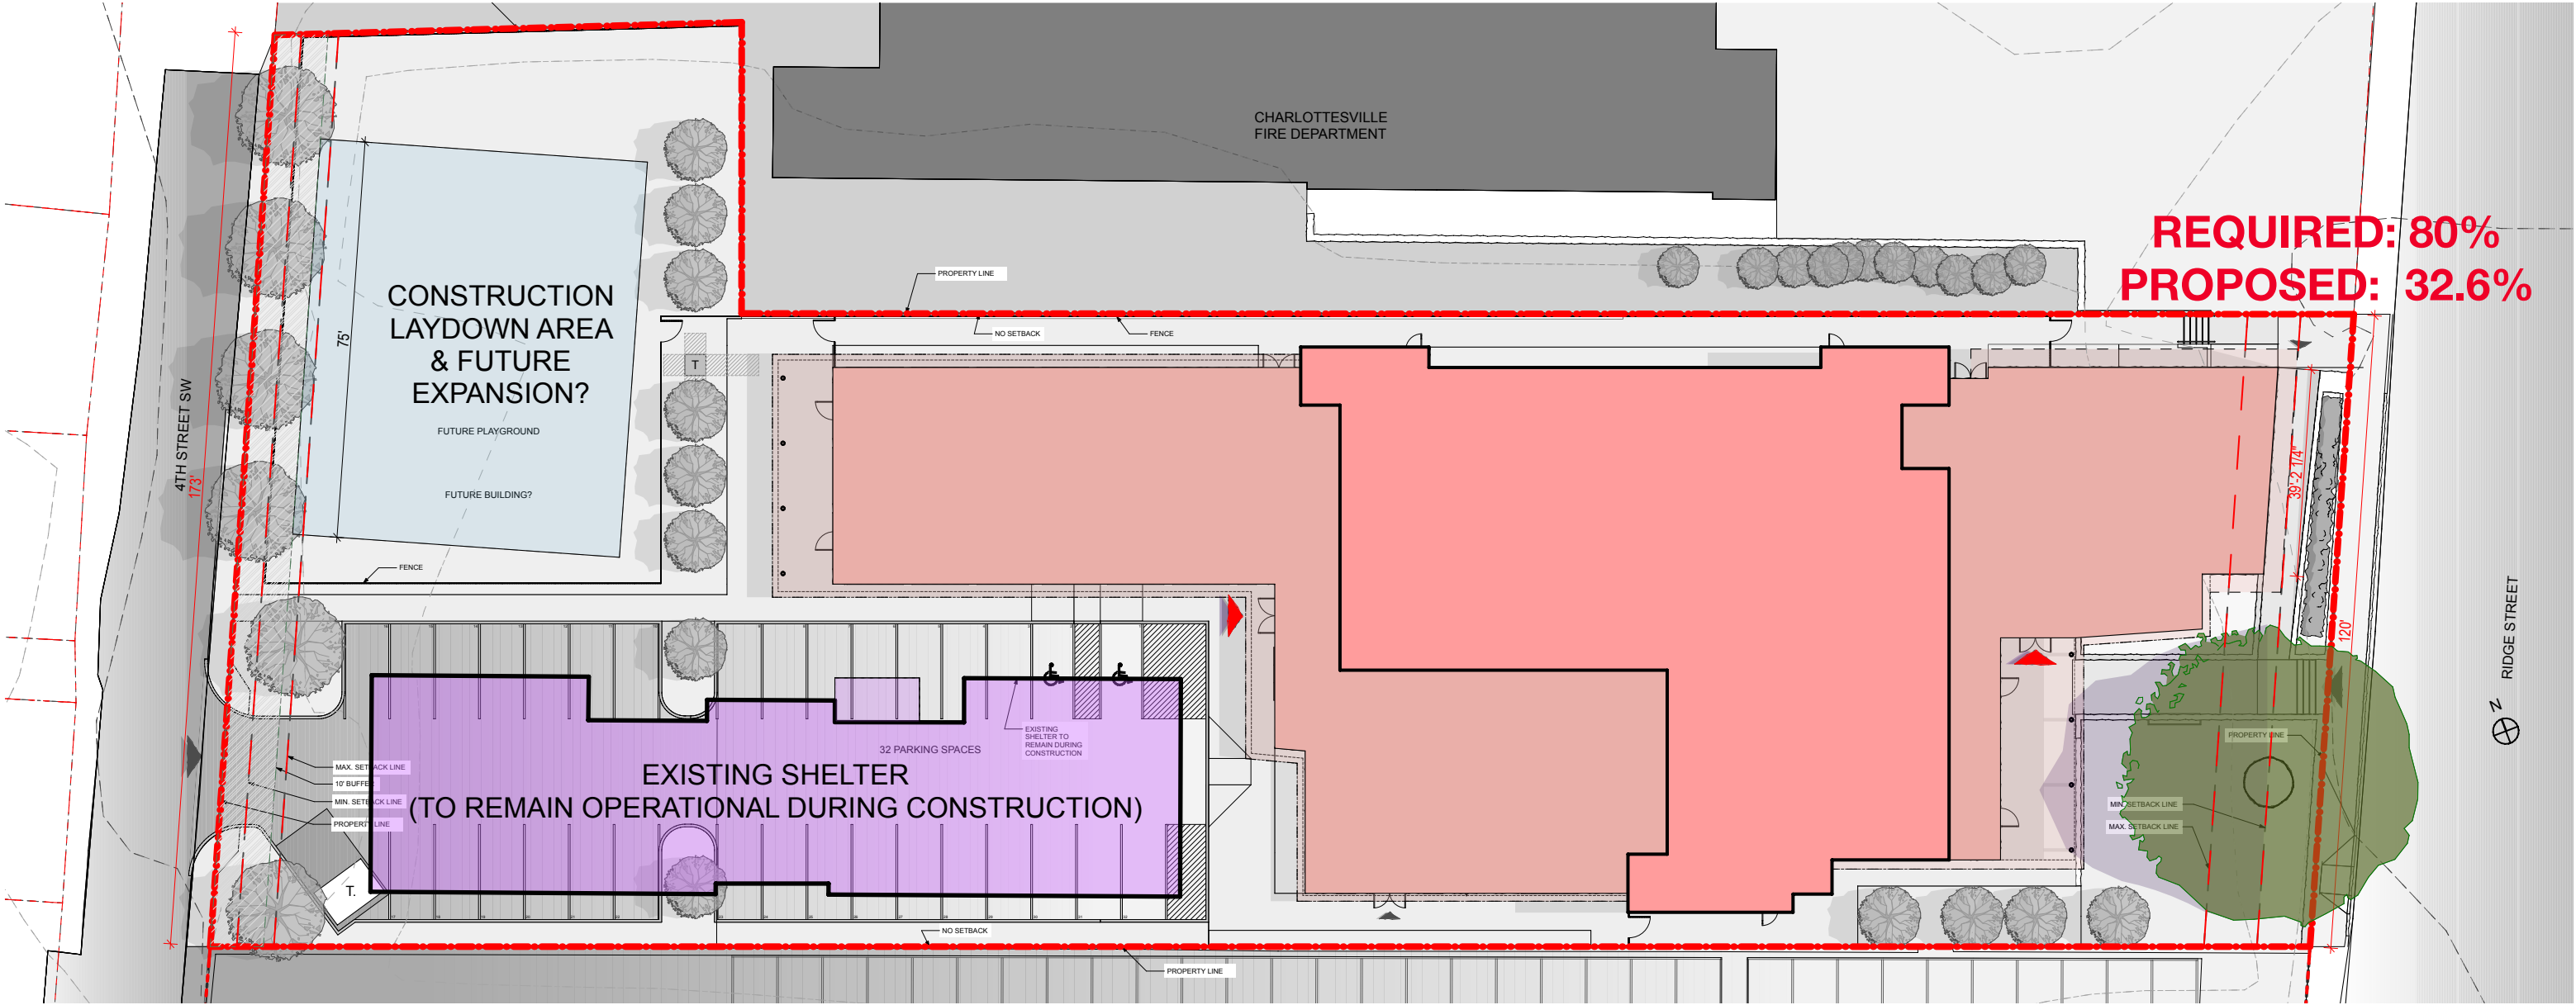 CHARLOTTESVILLE
FIRE DEPARTMENT
REQUIRED: 80%
PROPOSED: 32.6%
PROPERTY LINE
NO SETBACK
FENCE
CONSTRUCTION
LAYDOWN AREA
& FUTURE
EXPANSION?
75'
T
FUTURE PLAYGROUND
FUTURE BUILDING?
4TH STREET SW
173'
FENCE
39'-2 1/4"
120'
RIDGE STREET
N
EXISTING
SHELTER TO
REMAIN DURING
CONSTRUCTION
32 PARKING SPACES
EXISTING SHELTER
(TO REMAIN OPERATIONAL DURING CONSTRUCTION)
MAX. SETBACK LINE
10' BUFFER
MIN. SETBACK LINE
PROPERTY LINE
T.
PROPERTY LINE
MIN. SETBACK LINE
MAX. SETBACK LINE
NO SETBACK
PROPERTY LINE